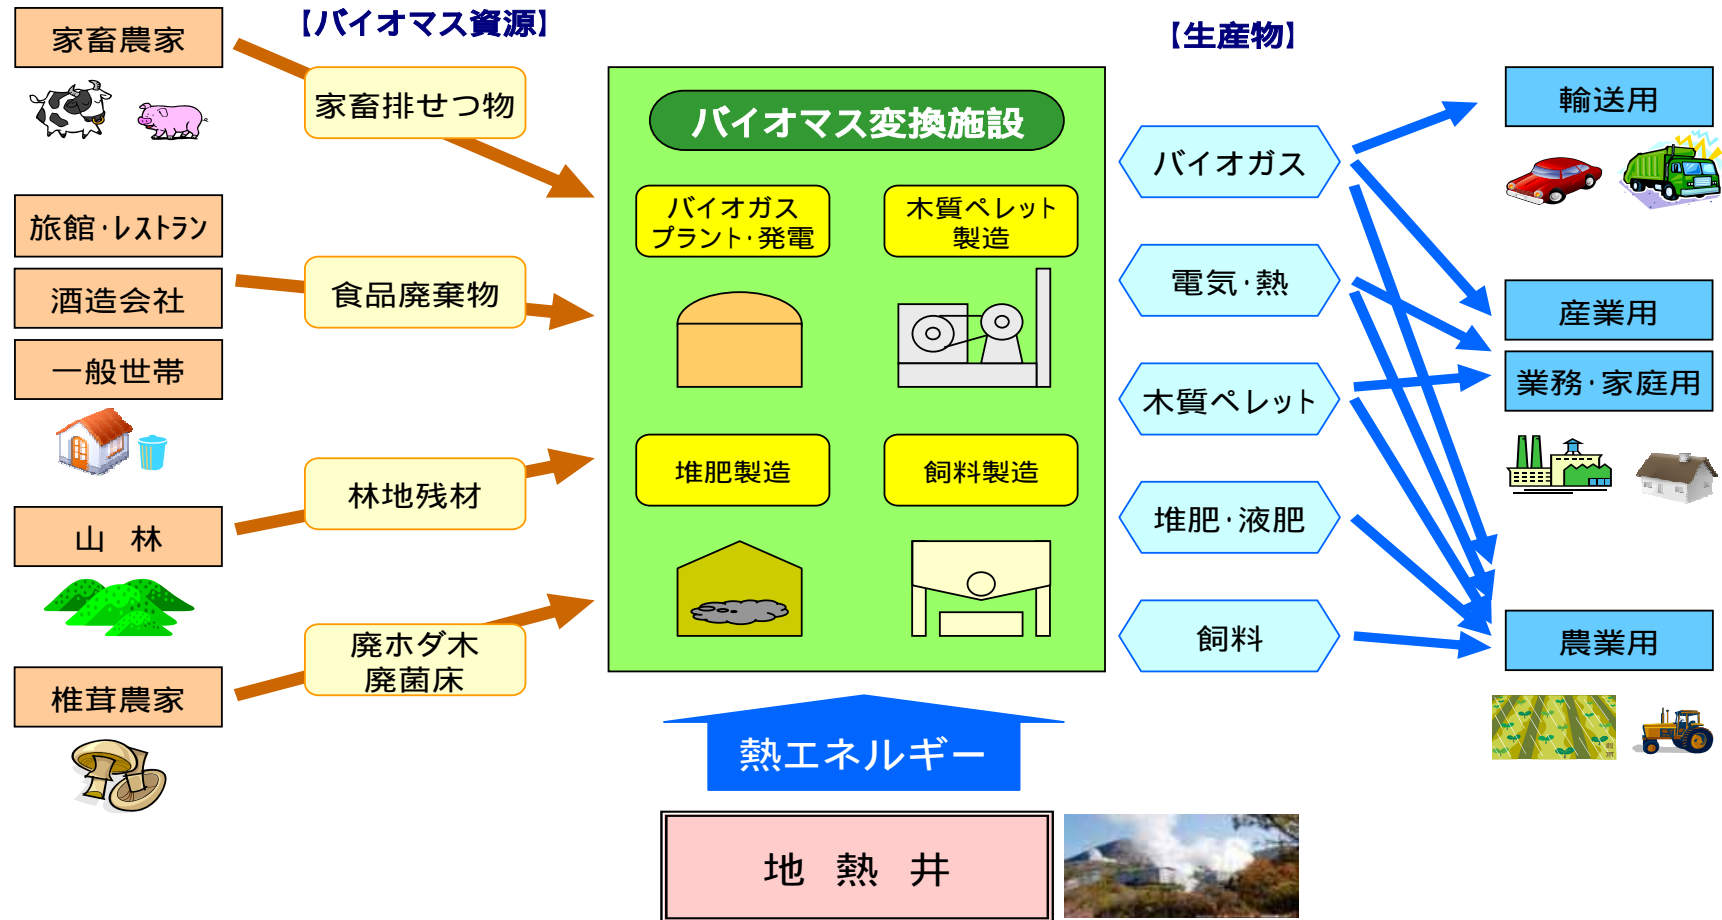 【バイオマス資源】
家畜農家
旅館・レストラン
酒造会社
一般世帯
山 林
椎茸農家
家畜排せつ物
食品廃棄物
林地残材
廃ホダ木
廃菌床
バイオマス変換施設
バイオガス
プラント・発電
木質ペレット
製造
堆肥製造
飼料製造
熱エネルギー
地 熱 井
【生産物】
バイオガス
電気・熱
木質ペレット
堆肥・液肥
飼料
輸送用
産業用
業務・家庭用
農業用